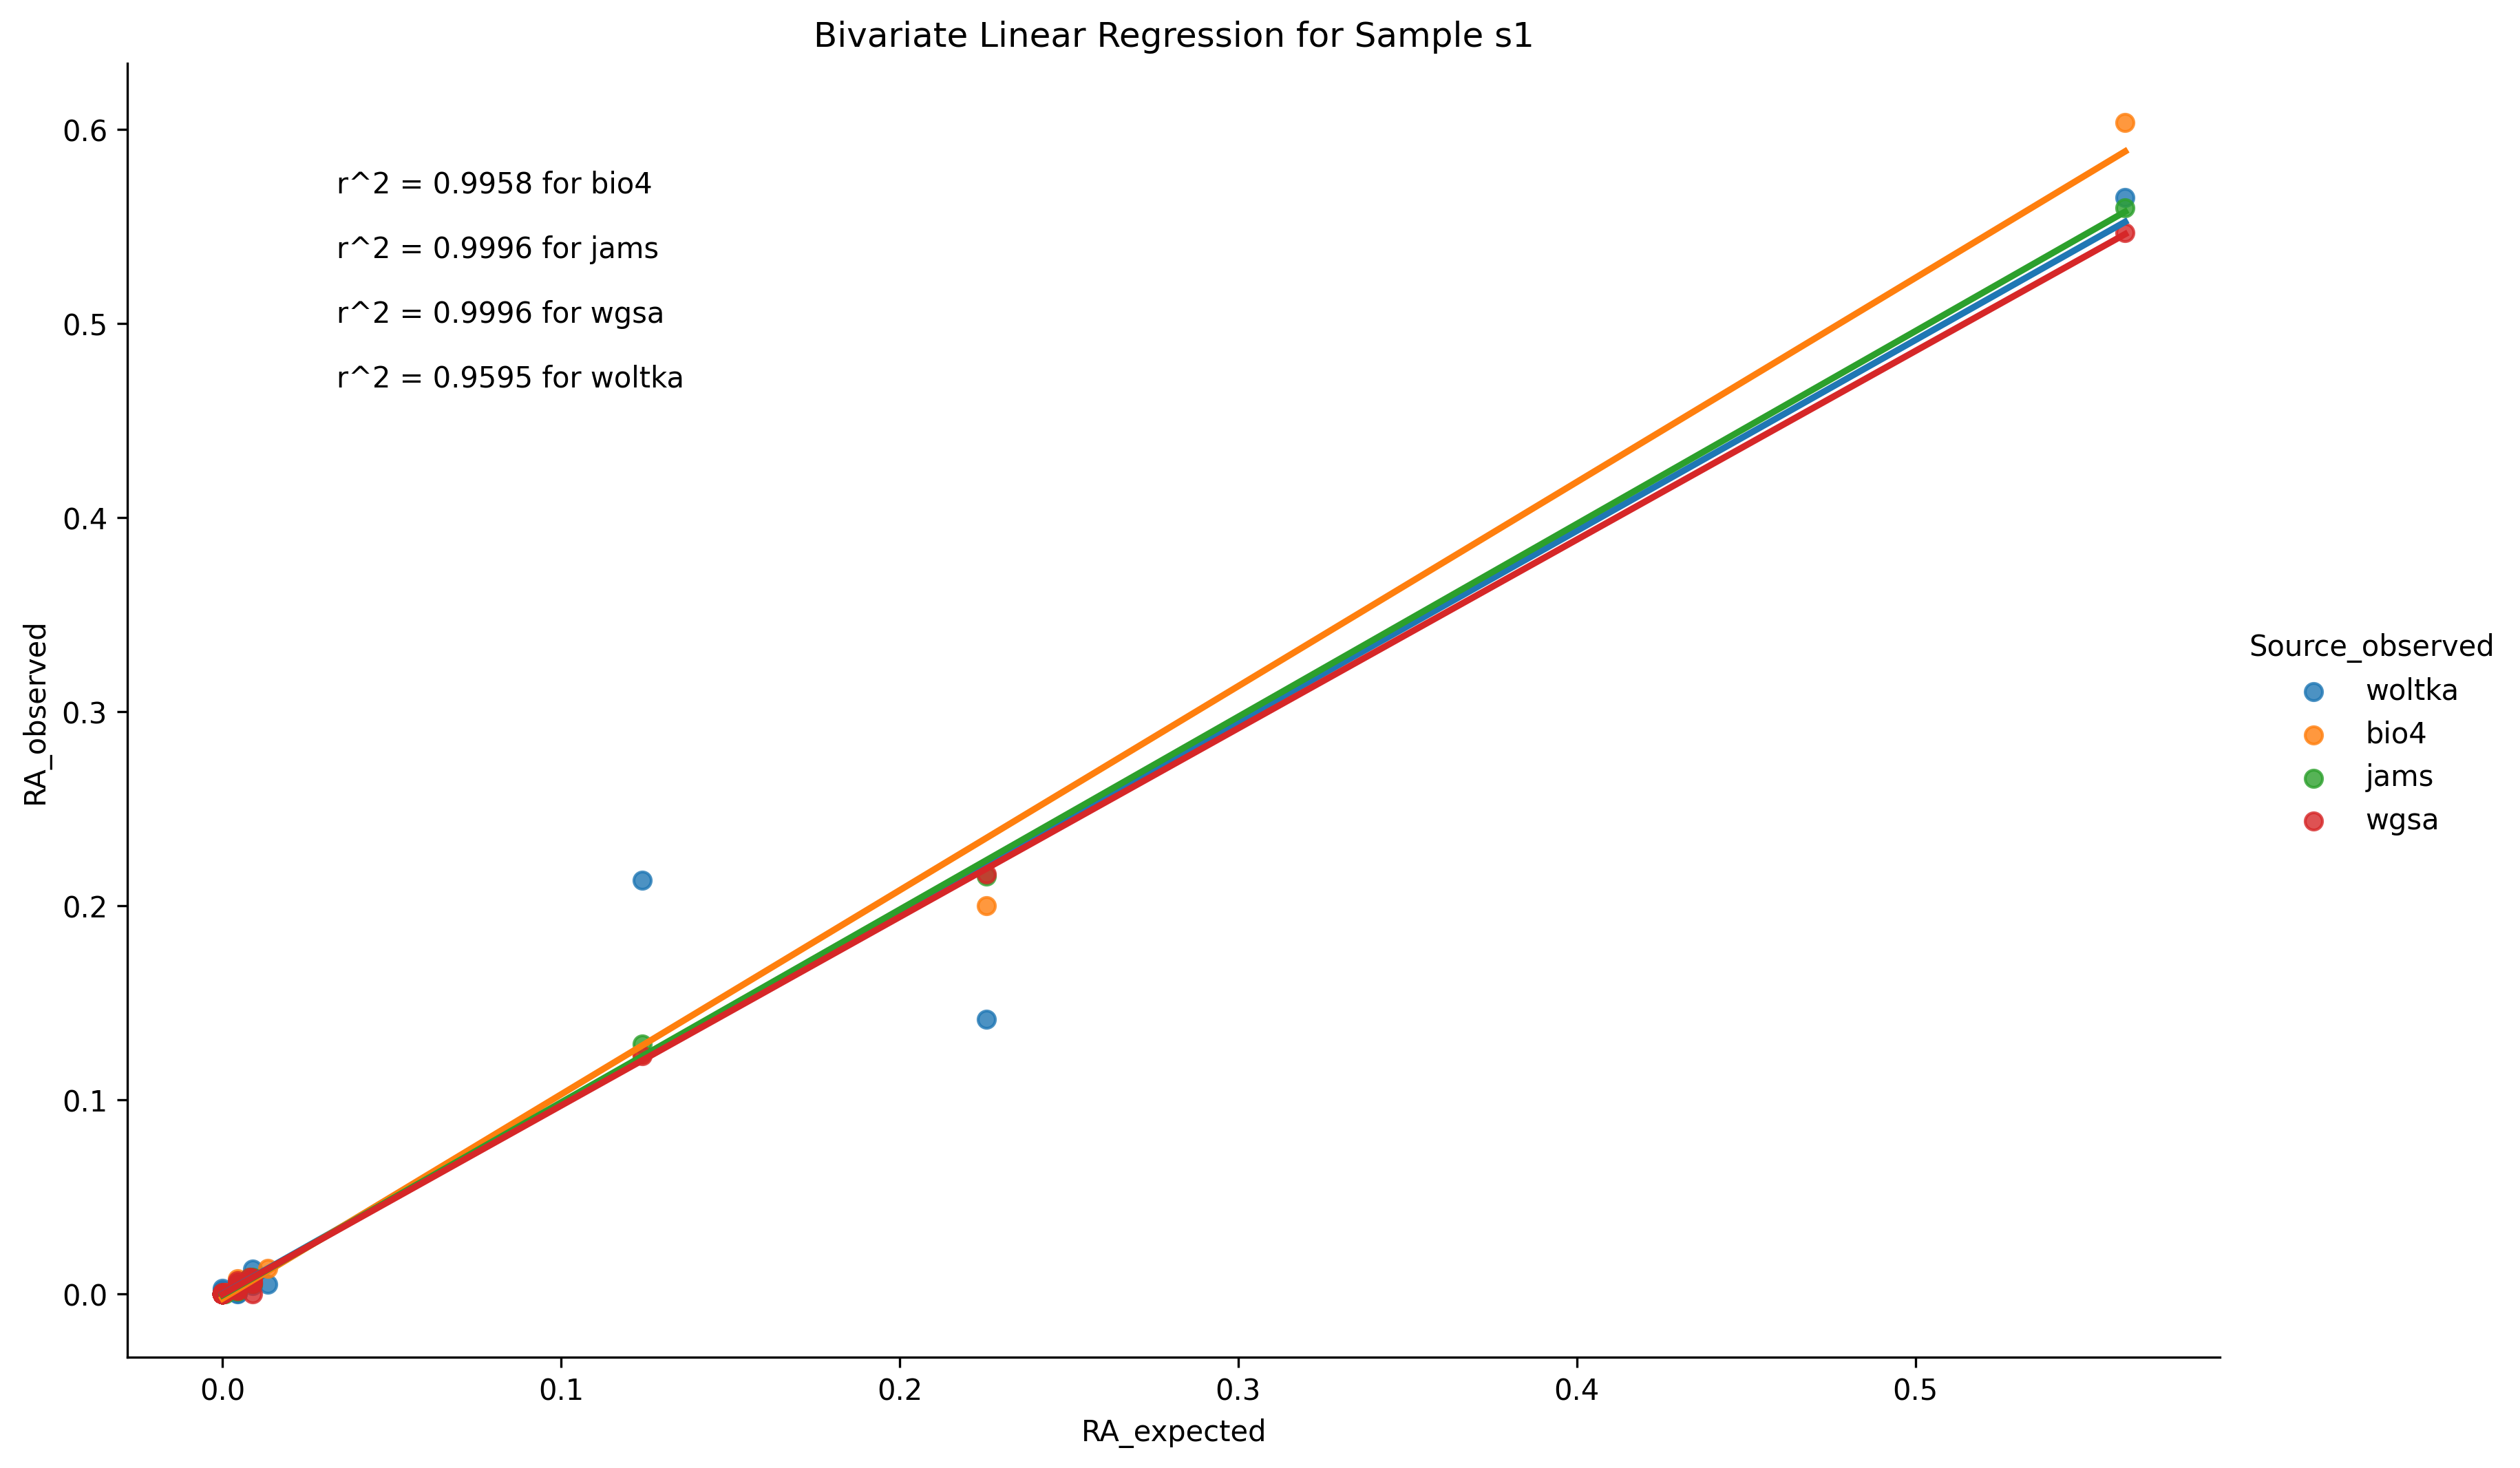 Bivariate Linear Regression for Sample s1
r^2 = 0.9958 for bio4
r^2 = 0.9996 for jams
r^2 = 0.9996 for wgsa
r^2 = 0.9595 for woltka
RA_observed
0.6
0.5
0.4
0.3
0.2
0.1
0.0
0.0 0.1 0.2 0.3 0.4 0.5
RA_expected
Source_observed
woltka
bio4
jams
wgsa